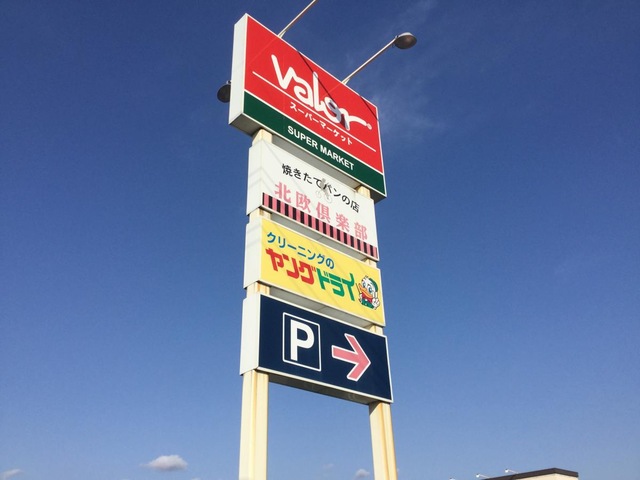 Valor
スーパーマーケット
SUPER MARKET
焼きたてパンの店
北欧倶楽部
クリーニングの
ヤングドライ
P